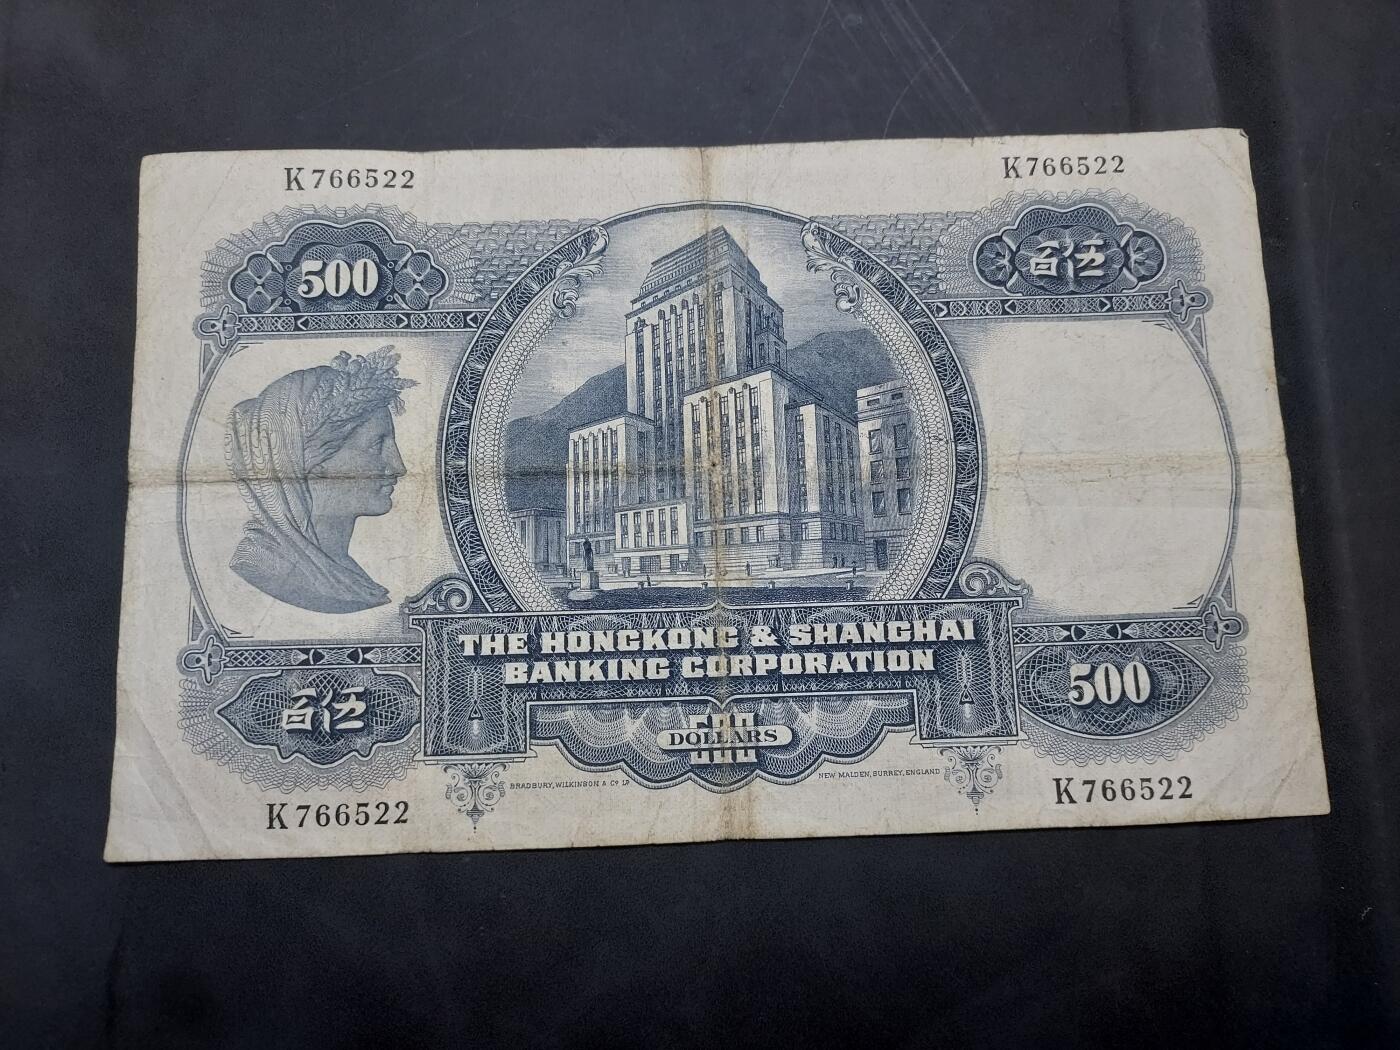 K766522
K766522
500
百伍
THE HONGKONG & SHANGHAI
BANKING CORPORATION
百伍
500
500
DOLLARS
BRADBURY, WILKINSON & Cº Lᴰ
NEW MALDEN, SURREY, ENGLAND
K766522
K766522